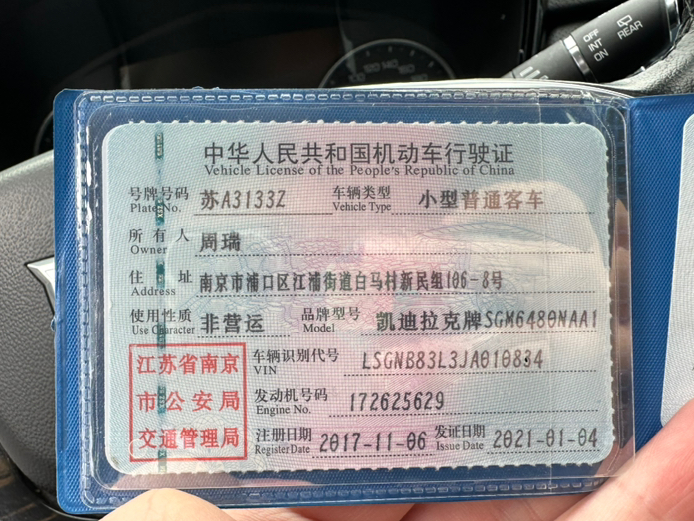 OFF
INT
ON
REAR
100 120 140 160
中华人民共和国机动车行驶证
Vehicle License of the People's Republic of China
号牌号码 苏A3133Z 车辆类型 小型普通客车
Plate No. Vehicle Type
所有人 周瑞
Owner
住址 南京市浦口区江浦街道白马村新民组106-8号
Address
使用性质 非营运 品牌型号 凯迪拉克牌SGM6480NAA1
Use Character Model
江苏省南京市公安局交通管理局
车辆识别代号 LSGNB83L3JA010834
VIN
发动机号码 172625629
Engine No.
注册日期 2017-11-06 发证日期 2021-01-04
Register Date Issue Date